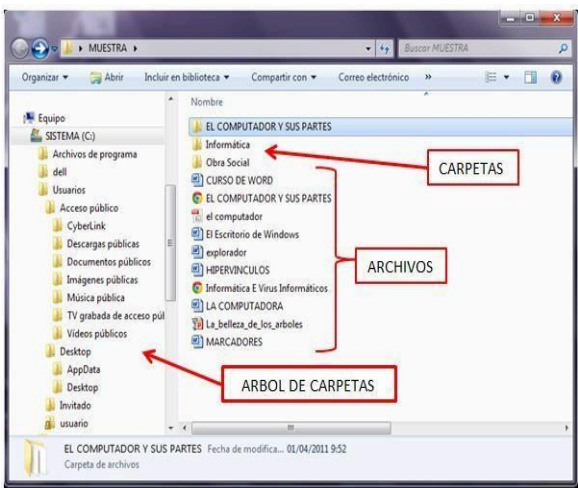 MUESTRA
Buscar MUESTRA
Organizar
Abrir
Incluir en biblioteca
Compartir con
Correo electrónico
»
Nombre
Equipo
SISTEMA (C:)
Archivos de programa
dell
Usuarios
Acceso público
CyberLink
Descargas públicas
Documentos públicos
Imágenes públicas
Música pública
TV grabada de acceso púl
Vídeos públicos
Desktop
AppData
Desktop
Invitado
usuario
EL COMPUTADOR Y SUS PARTES
Informática
Obra Social
CURSO DE WORD
EL COMPUTADOR Y SUS PARTES
el computador
El Escritorio de Windows
explorador
HIPERVINCULOS
Informática E Virus Informáticos
LA COMPUTADORA
La_belleza_de_los_arboles
MARCADORES
CARPETAS
ARCHIVOS
ARBOL DE CARPETAS
EL COMPUTADOR Y SUS PARTES Fecha de modifica... 01/04/2011 9:52
Carpeta de archivos